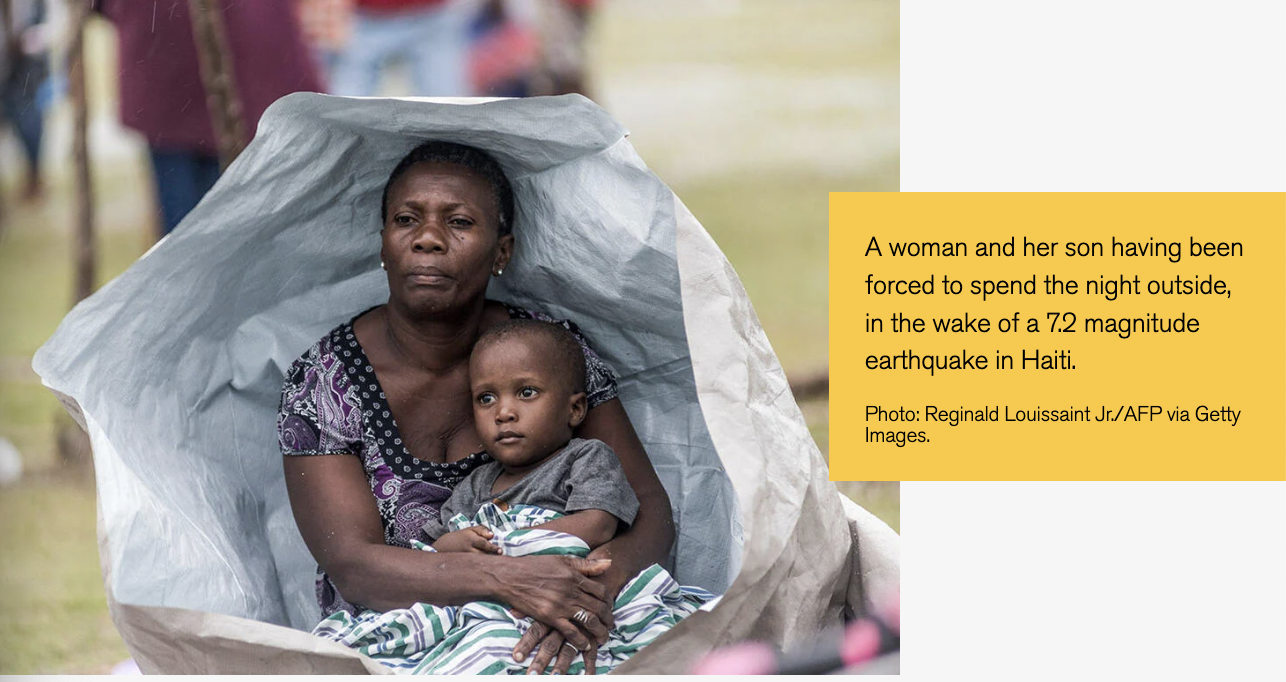 A woman and her son having been
forced to spend the night outside,
in the wake of a 7.2 magnitude
earthquake in Haiti.
Photo: Reginald Louissaint Jr./AFP via Getty
Images.